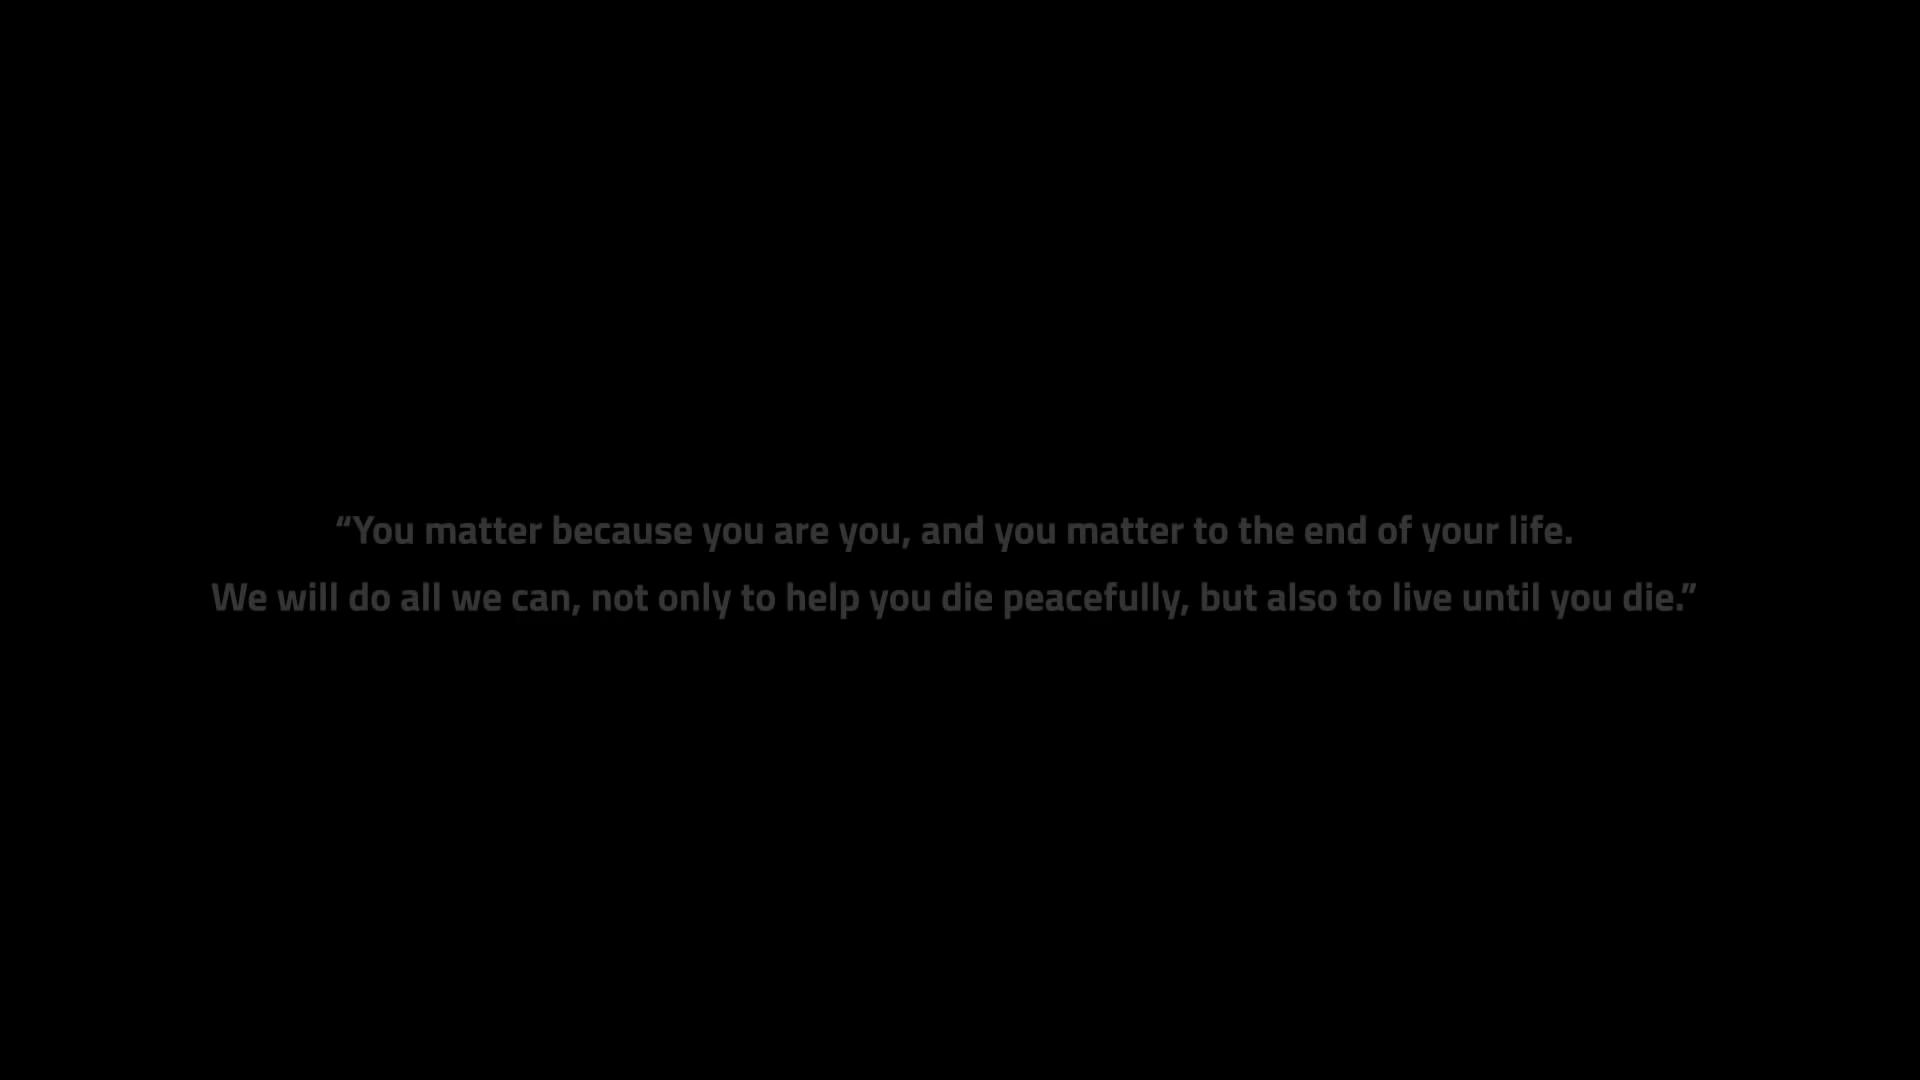 “You matter because you are you, and you matter to the end of your life.
We will do all we can, not only to help you die peacefully, but also to live until you die.”